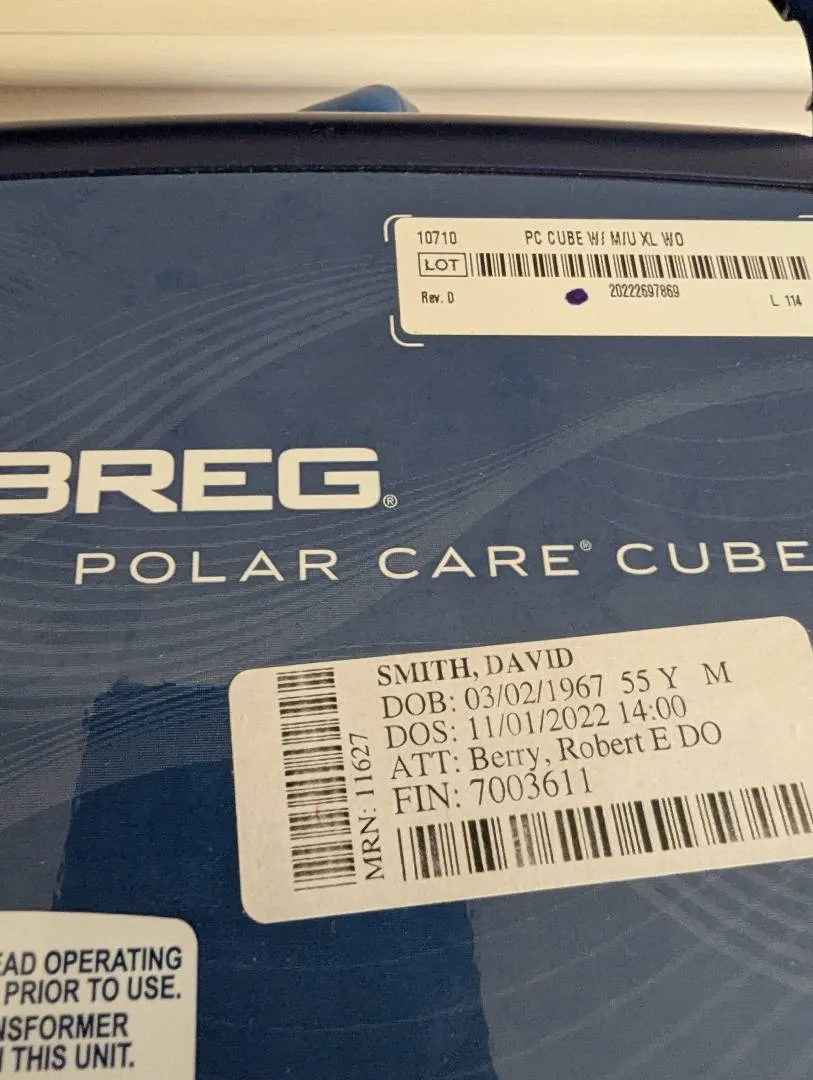 10710 PC CUBE W/ M/U XL WO
LOT
Rev. D 20222697869 L 114
BREG®
POLAR CARE® CUBE
SMITH, DAVID
DOB: 03/02/1967 55 Y M
DOS: 11/01/2022 14:00
ATT: Berry, Robert E DO
FIN: 7003611
MRN: 11627
OPERATING
PRIOR TO USE.
THIS UNIT.